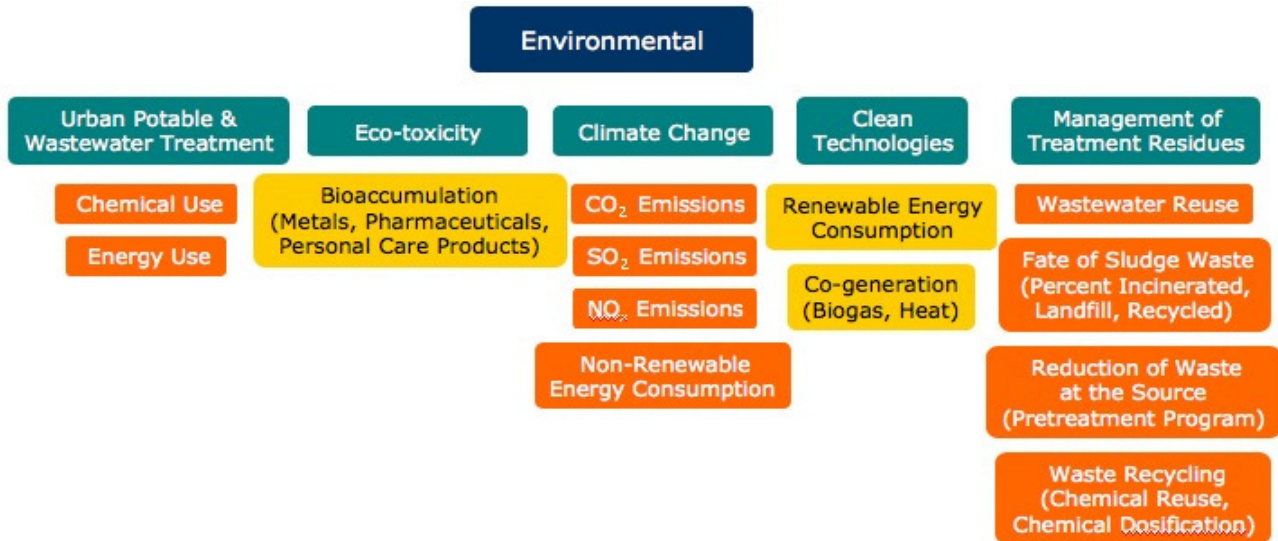 Environmental
Urban Potable &
Wastewater Treatment
Chemical Use
Energy Use
Eco-toxicity
Bioaccumulation
(Metals, Pharmaceuticals,
Personal Care Products)
Climate Change
CO₂ Emissions
SO₂ Emissions
NOₓ Emissions
Non-Renewable
Energy Consumption
Clean
Technologies
Renewable Energy
Consumption
Co-generation
(Biogas, Heat)
Management of
Treatment Residues
Wastewater Reuse
Fate of Sludge Waste
(Percent Incinerated,
Landfill, Recycled)
Reduction of Waste
at the Source
(Pretreatment Program)
Waste Recycling
(Chemical Reuse,
Chemical Dosification)